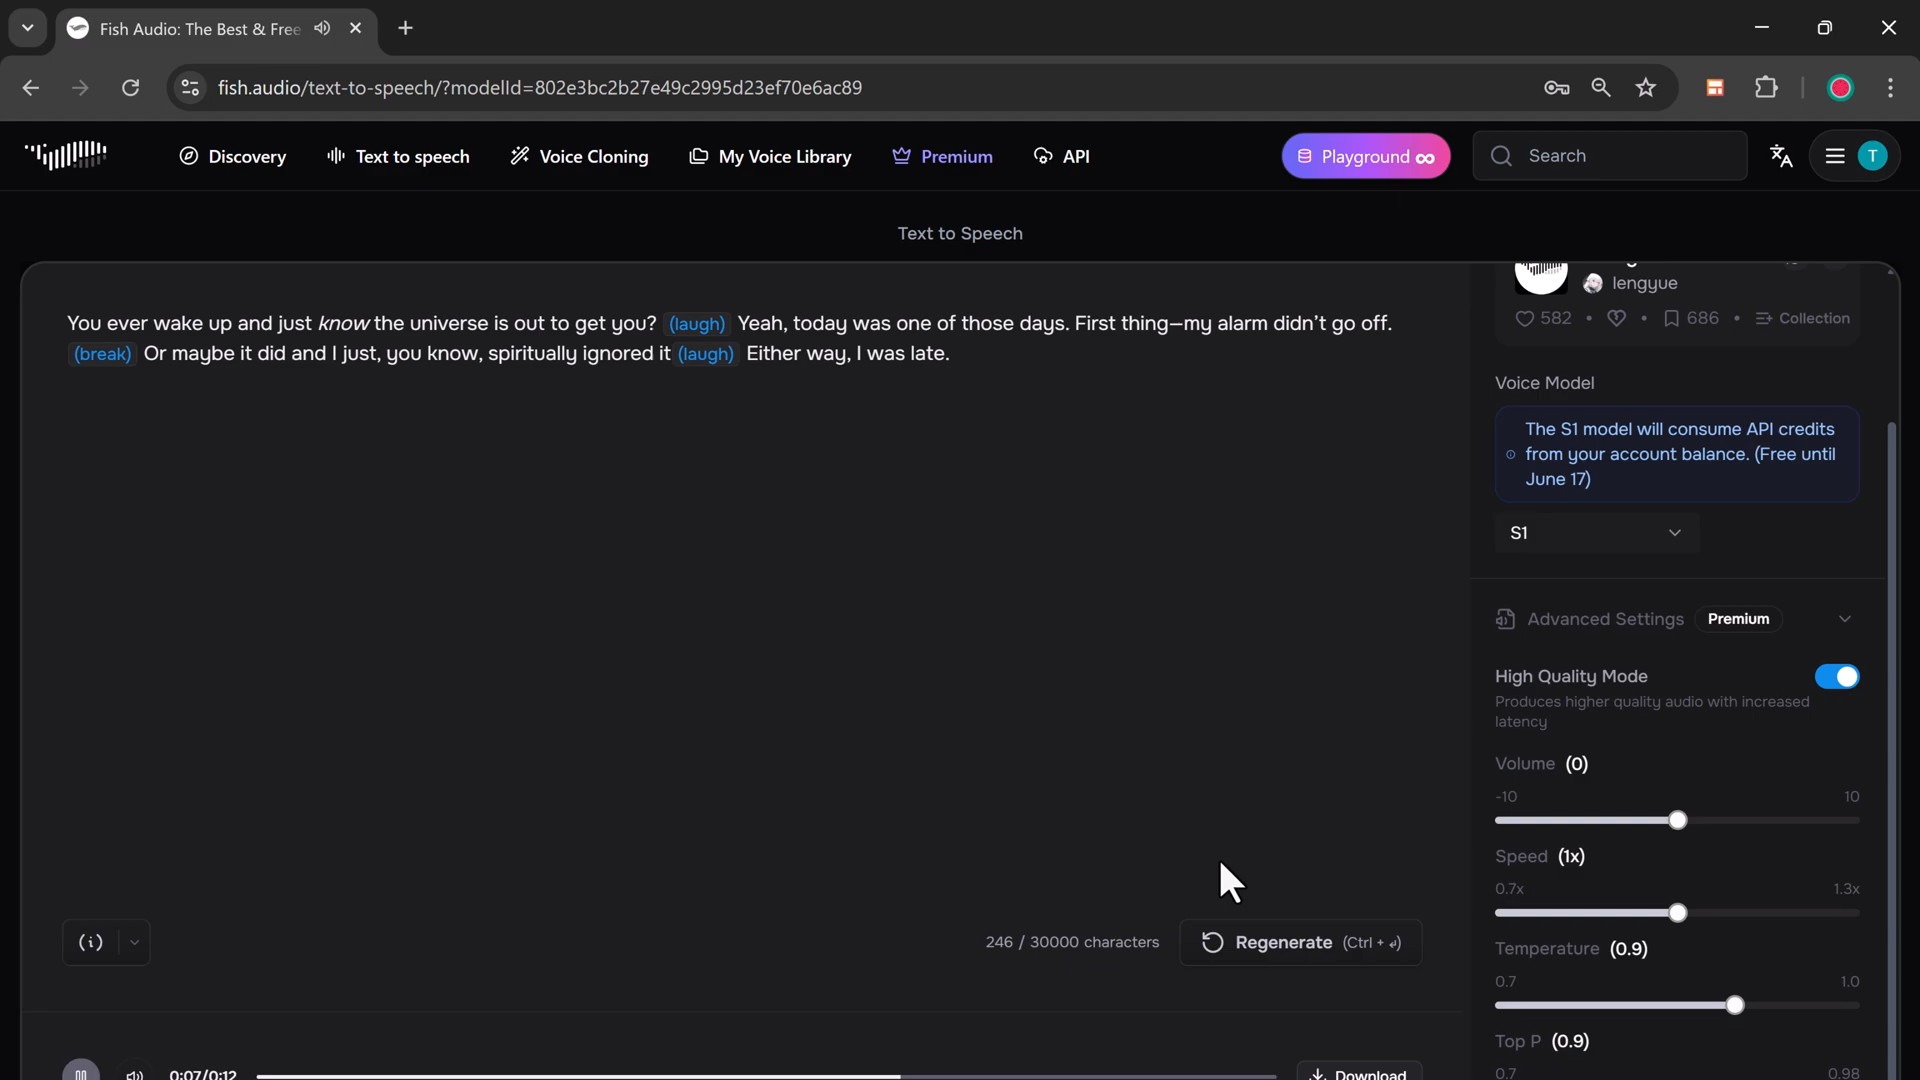 Fish Audio: The Best & Free
fish.audio/text-to-speech/?modelId=802e3bc2b27e49c2995d23ef70e6ac89
Discovery
Text to speech
Voice Cloning
My Voice Library
Premium
API
Playground
Search
T
Text to Speech
You ever wake up and just know the universe is out to get you? (laugh) Yeah, today was one of those days. First thing—my alarm didn’t go off.
(break) Or maybe it did and I just, you know, spiritually ignored it (laugh) Either way, I was late.
(i)
246 / 30000 characters
Regenerate (Ctrl + ↲)
0:07/0:12
Download
lengyue
582 • • 686 • Collection
Voice Model
The S1 model will consume API credits
from your account balance. (Free until
June 17)
S1
Advanced Settings Premium
High Quality Mode
Produces higher quality audio with increased
latency
Volume (0)
-10 10
Speed (1x)
0.7x 1.3x
Temperature (0.9)
0.7 1.0
Top P (0.9)
0.7 0.98